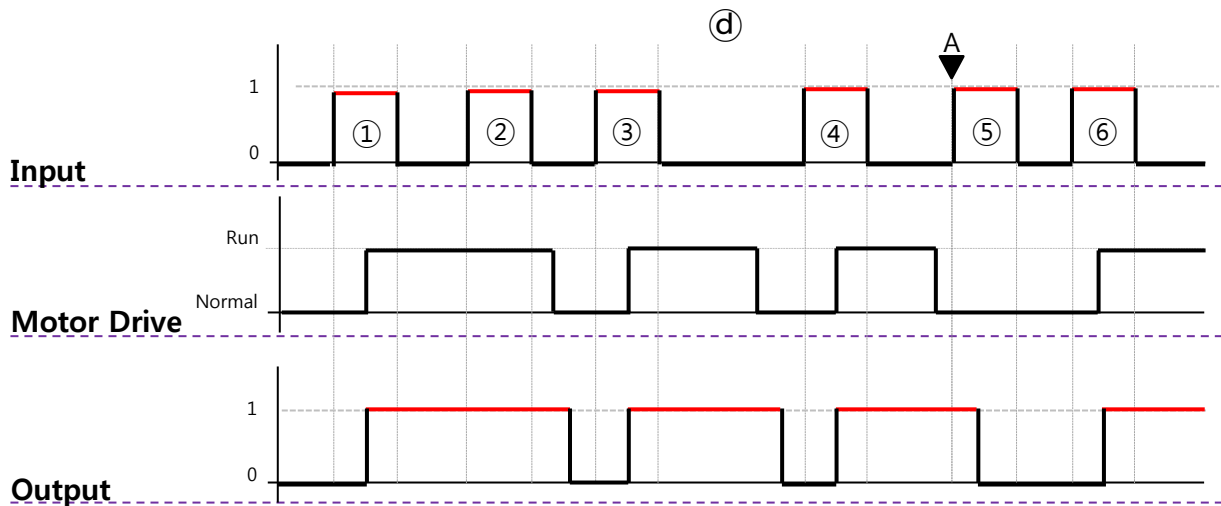 ⓓ
A
1
① ② ③ ④ ⑤ ⑥
0
Input
Run
Normal
Motor Drive
1
0
Output